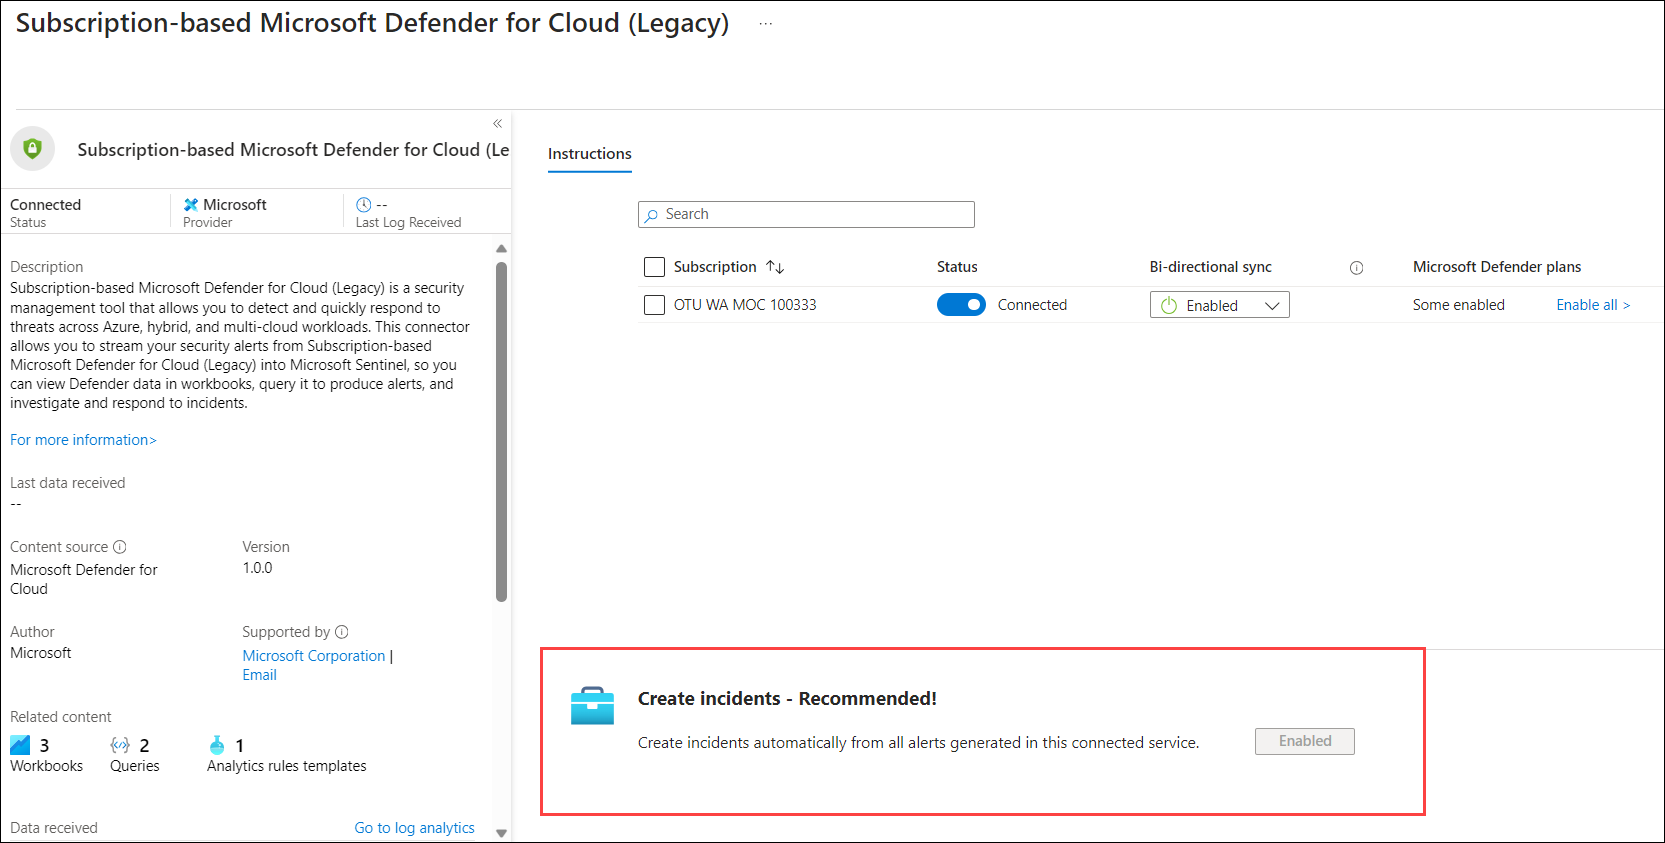 Subscription-based Microsoft Defender for Cloud (Legacy) ...
Subscription-based Microsoft Defender for Cloud (Le
Connected
Status
Microsoft
Provider
--
Last Log Received
Description
Subscription-based Microsoft Defender for Cloud (Legacy) is a security
management tool that allows you to detect and quickly respond to
threats across Azure, hybrid, and multi-cloud workloads. This connector
allows you to stream your security alerts from Subscription-based
Microsoft Defender for Cloud (Legacy) into Microsoft Sentinel, so you
can view Defender data in workbooks, query it to produce alerts, and
investigate and respond to incidents.
For more information>
Last data received
--
Content source
Microsoft Defender for
Cloud
Version
1.0.0
Author
Microsoft
Supported by
Microsoft Corporation |
Email
Related content
3
Workbooks
2
Queries
1
Analytics rules templates
Data received
Go to log analytics
Instructions
Search
Subscription Status Bi-directional sync Microsoft Defender plans
OTU WA MOC 100333 Connected Enabled Some enabled Enable all >
Create incidents - Recommended!
Create incidents automatically from all alerts generated in this connected service.
Enabled